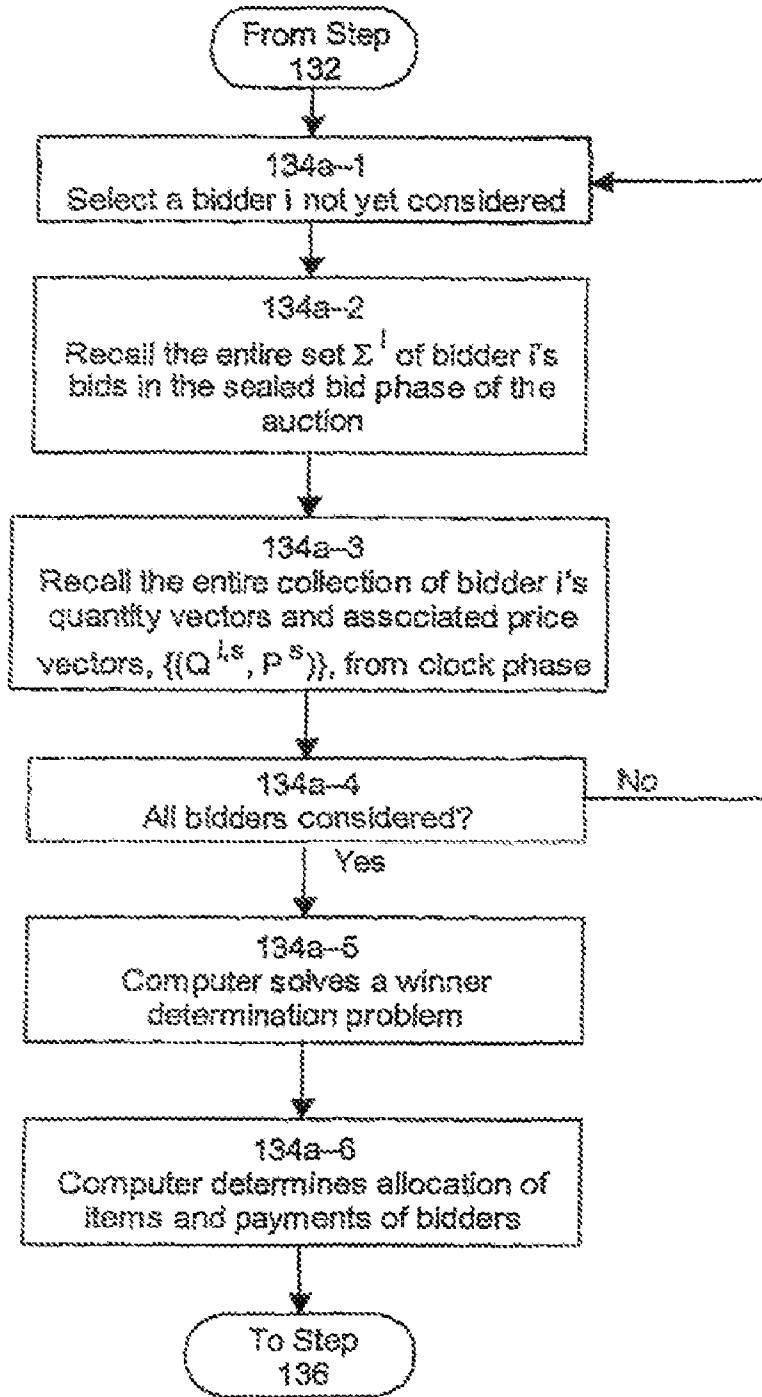 From Step
132
134a--1
Select a bidder i not yet considered
134a--2
Recall the entire set Σ^i of bidder i's
bids in the sealed bid phase of the
auction
134a--3
Recall the entire collection of bidder i's
quantity vectors and associated price
vectors, {(Q^i,s, P^s)}, from clock phase
134a--4
All bidders considered?
No
Yes
134a--5
Computer solves a winner
determination problem
134a--6
Computer determines allocation of
items and payments of bidders
To Step
136